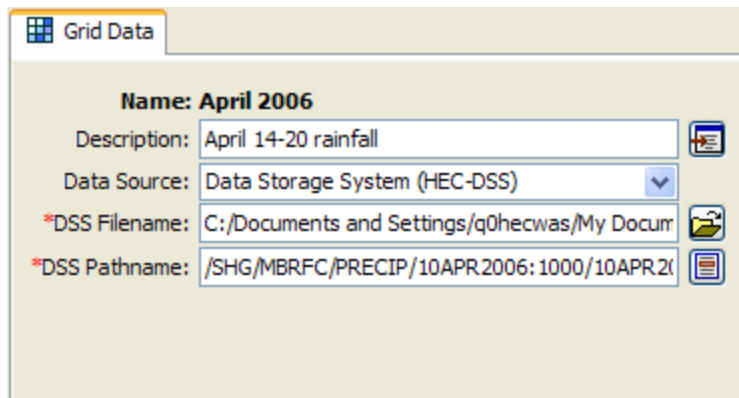 Grid Data
Name: April 2006
Description: April 14-20 rainfall
Data Source: Data Storage System (HEC-DSS)
*DSS Filename: C:/Documents and Settings/q0hecwas/My Docum
*DSS Pathname: /SHG/MBRFC/PRECIP/10APR2006:1000/10APR20